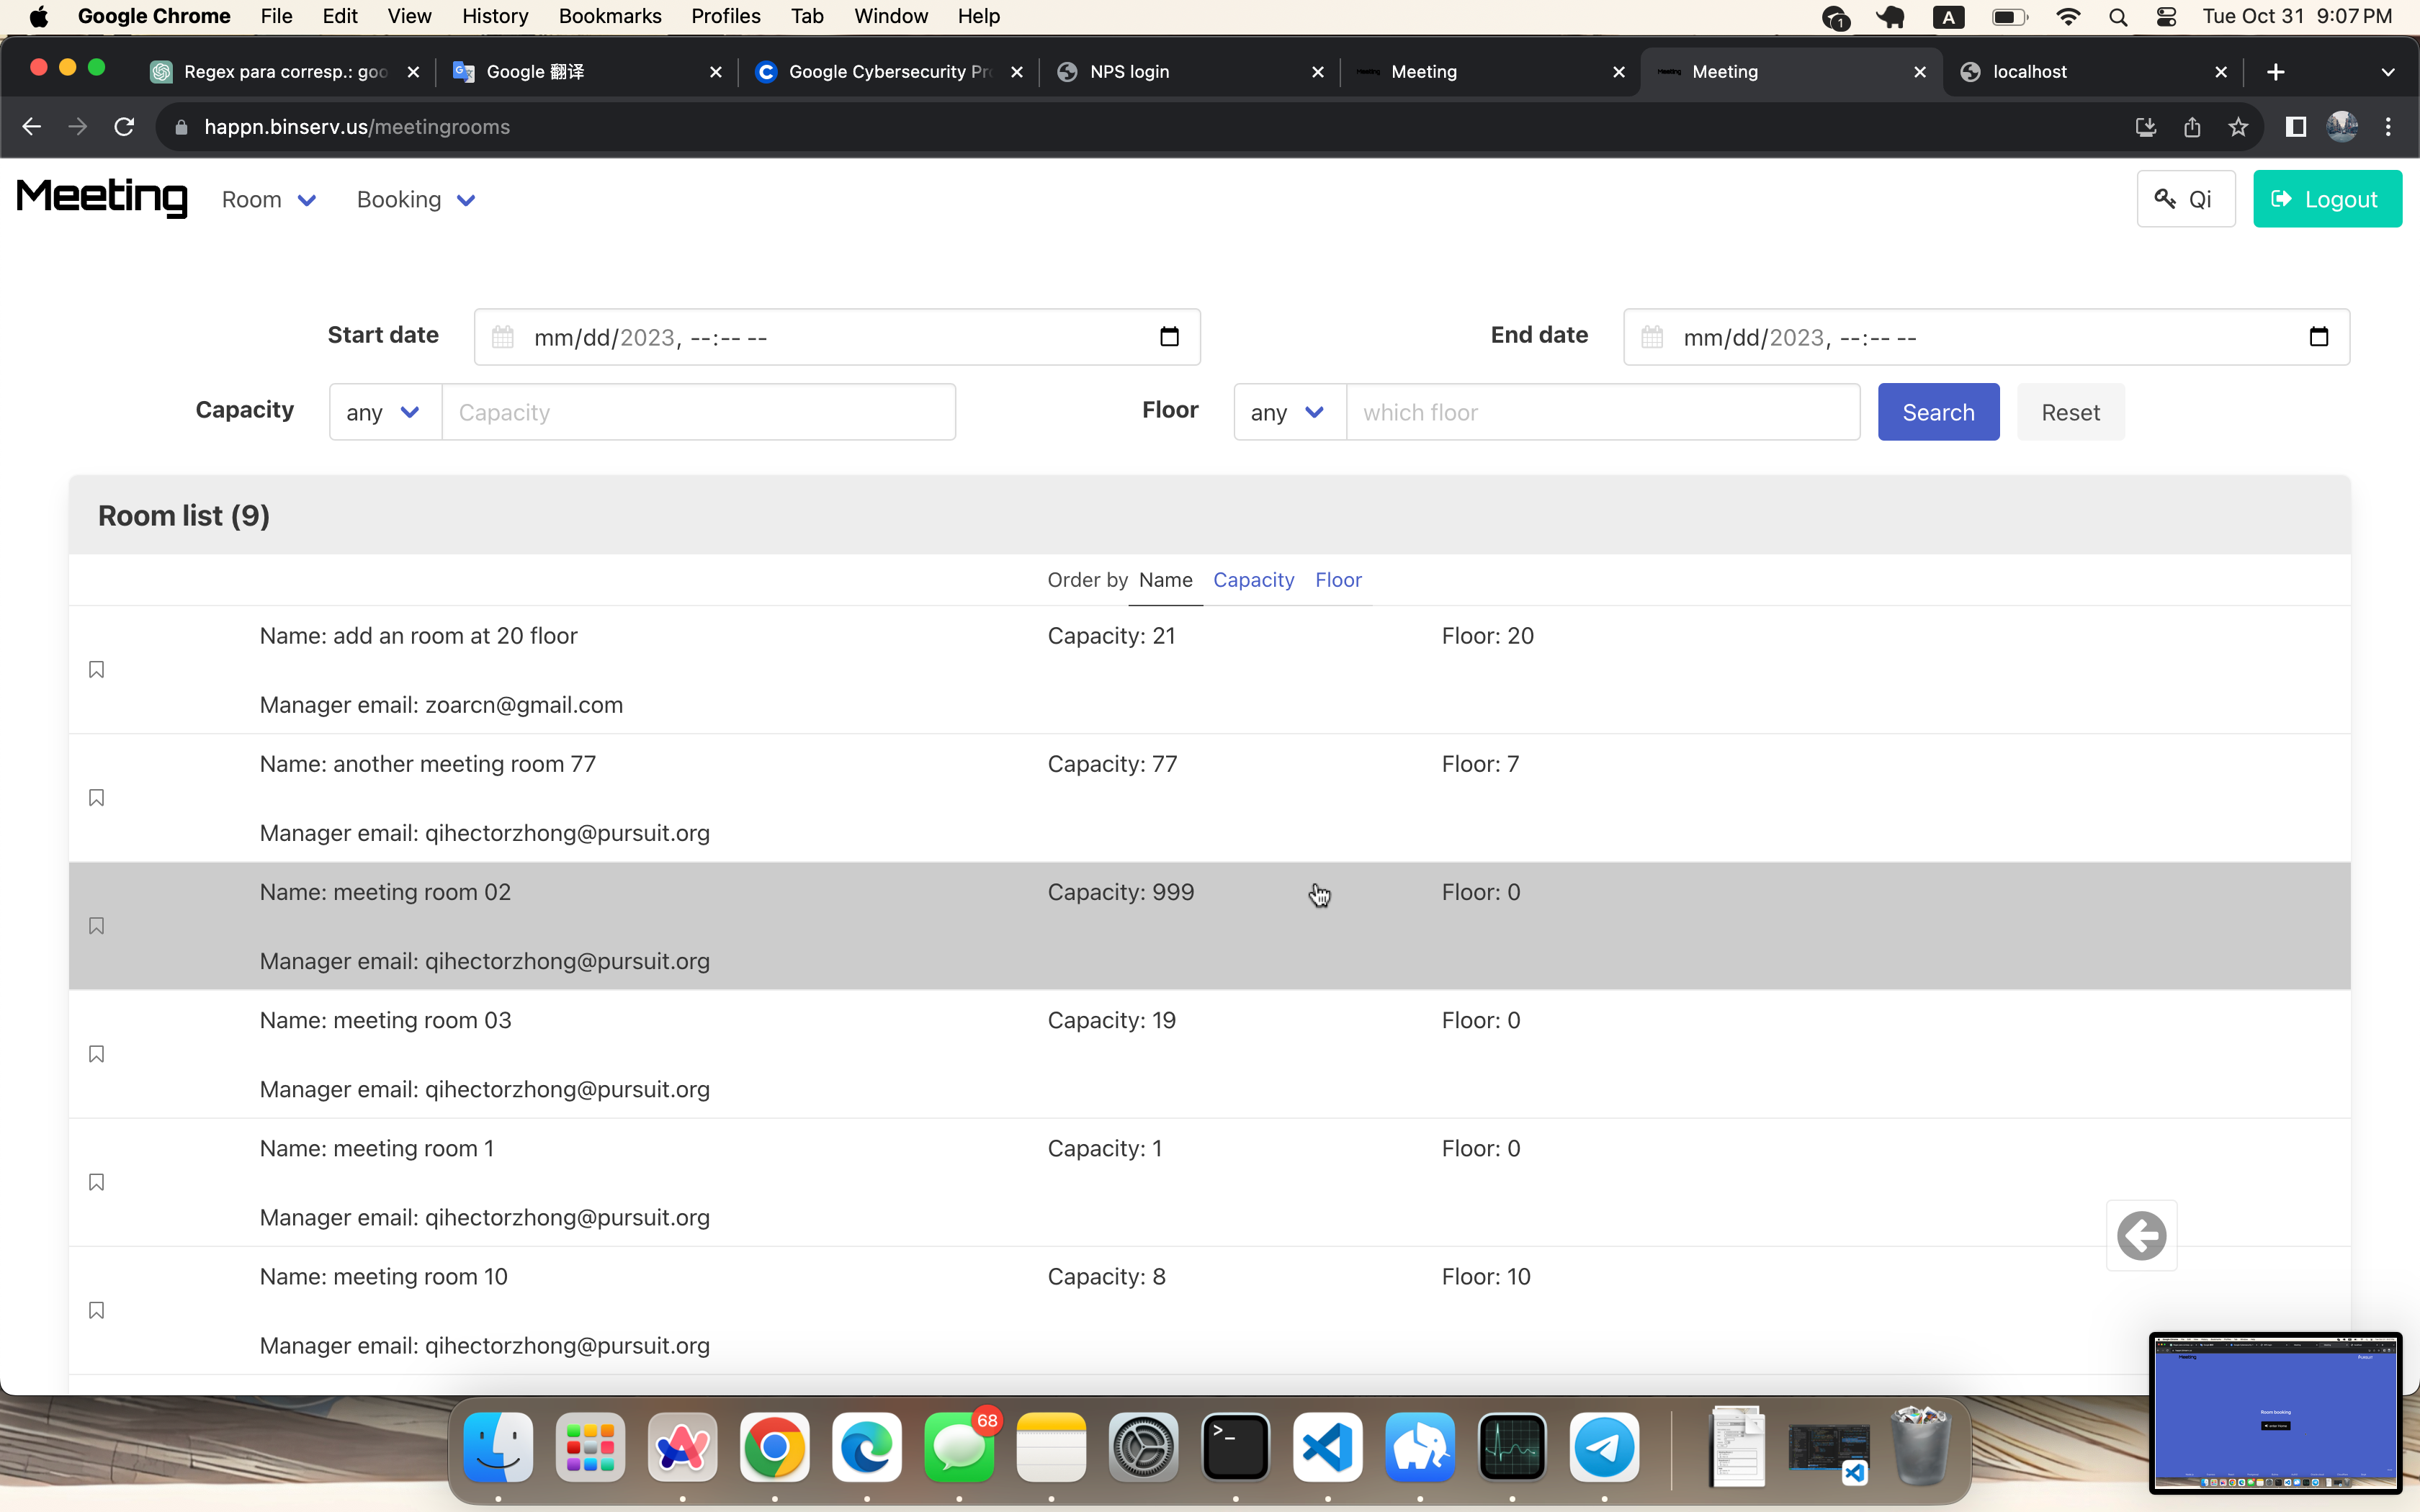 Google Chrome File Edit View History Bookmarks Profiles Tab Window Help 1 A Tue Oct 31 9:07 PM
Regex para corresp.: goo Google 翻译 Google Cybersecurity Pr NPS login Meeting Meeting localhost
happn.binserv.us/meetingrooms
Meeting Room Booking Qi Logout
Start date mm/dd/2023, --:-- -- End date mm/dd/2023, --:-- --
Capacity any Capacity Floor any which floor Search Reset
Room list (9)
Order by Name Capacity Floor
Name: add an room at 20 floor Capacity: 21 Floor: 20
Manager email: zoarcn@gmail.com
Name: another meeting room 77 Capacity: 77 Floor: 7
Manager email: qihectorzhong@pursuit.org
Name: meeting room 02 Capacity: 999 Floor: 0
Manager email: qihectorzhong@pursuit.org
Name: meeting room 03 Capacity: 19 Floor: 0
Manager email: qihectorzhong@pursuit.org
Name: meeting room 1 Capacity: 1 Floor: 0
Manager email: qihectorzhong@pursuit.org
Name: meeting room 10 Capacity: 8 Floor: 10
Manager email: qihectorzhong@pursuit.org
68
Room booking